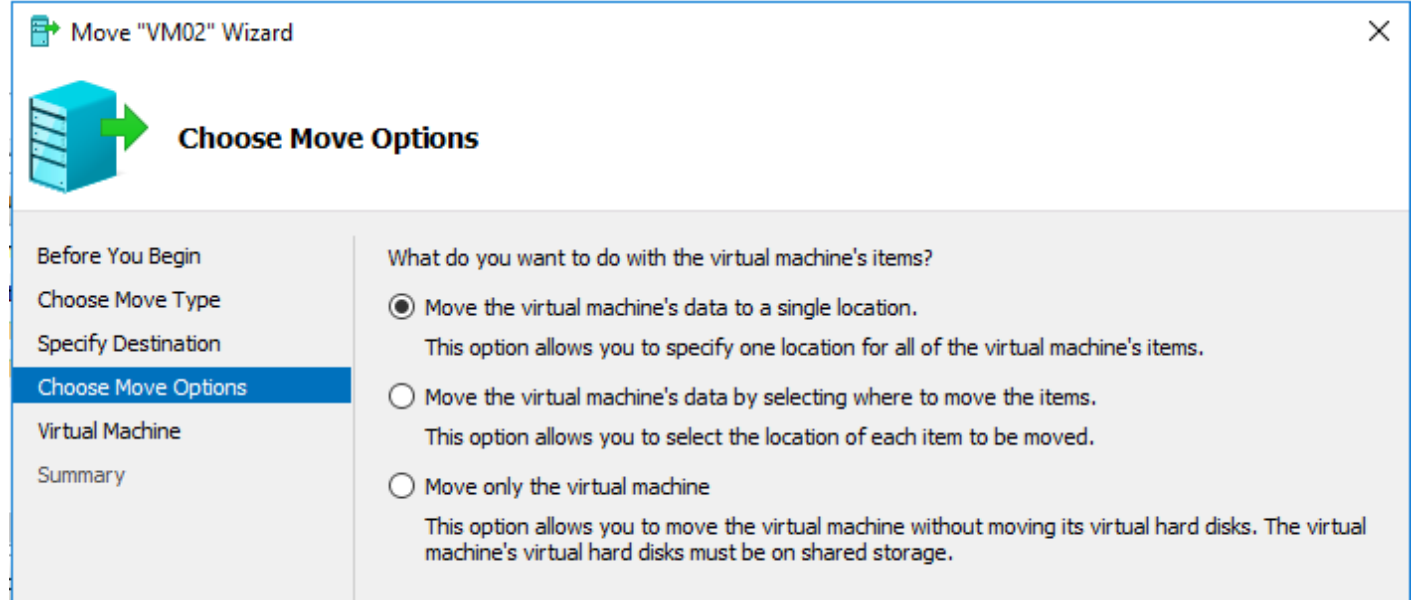 Move "VM02" Wizard
Choose Move Options
Before You Begin
Choose Move Type
Specify Destination
Choose Move Options
Virtual Machine
Summary
What do you want to do with the virtual machine's items?
Move the virtual machine's data to a single location.
This option allows you to specify one location for all of the virtual machine's items.
Move the virtual machine's data by selecting where to move the items.
This option allows you to select the location of each item to be moved.
Move only the virtual machine
This option allows you to move the virtual machine without moving its virtual hard disks. The virtual
machine's virtual hard disks must be on shared storage.